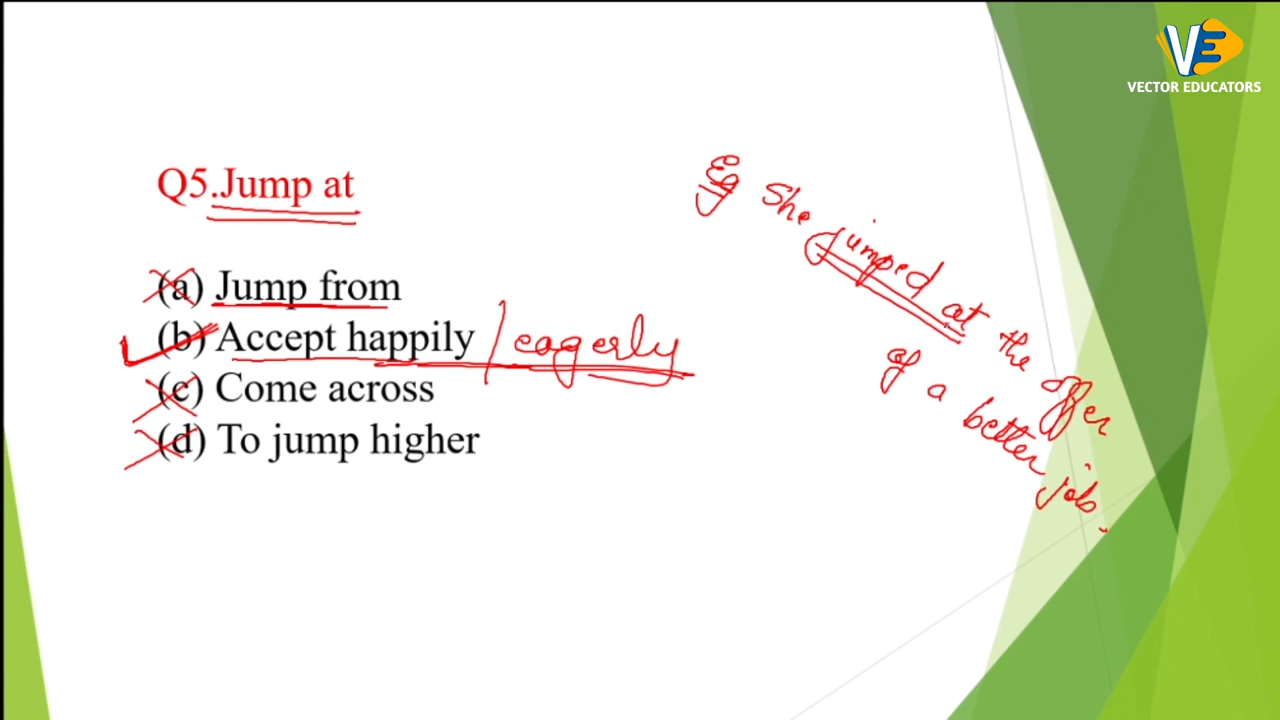 VE
VECTOR EDUCATORS
Q5.Jump at
(a) Jump from
(b) Accept happily / eagerly
(c) Come across
(d) To jump higher
Eg She jumped at the offer
of a better job.